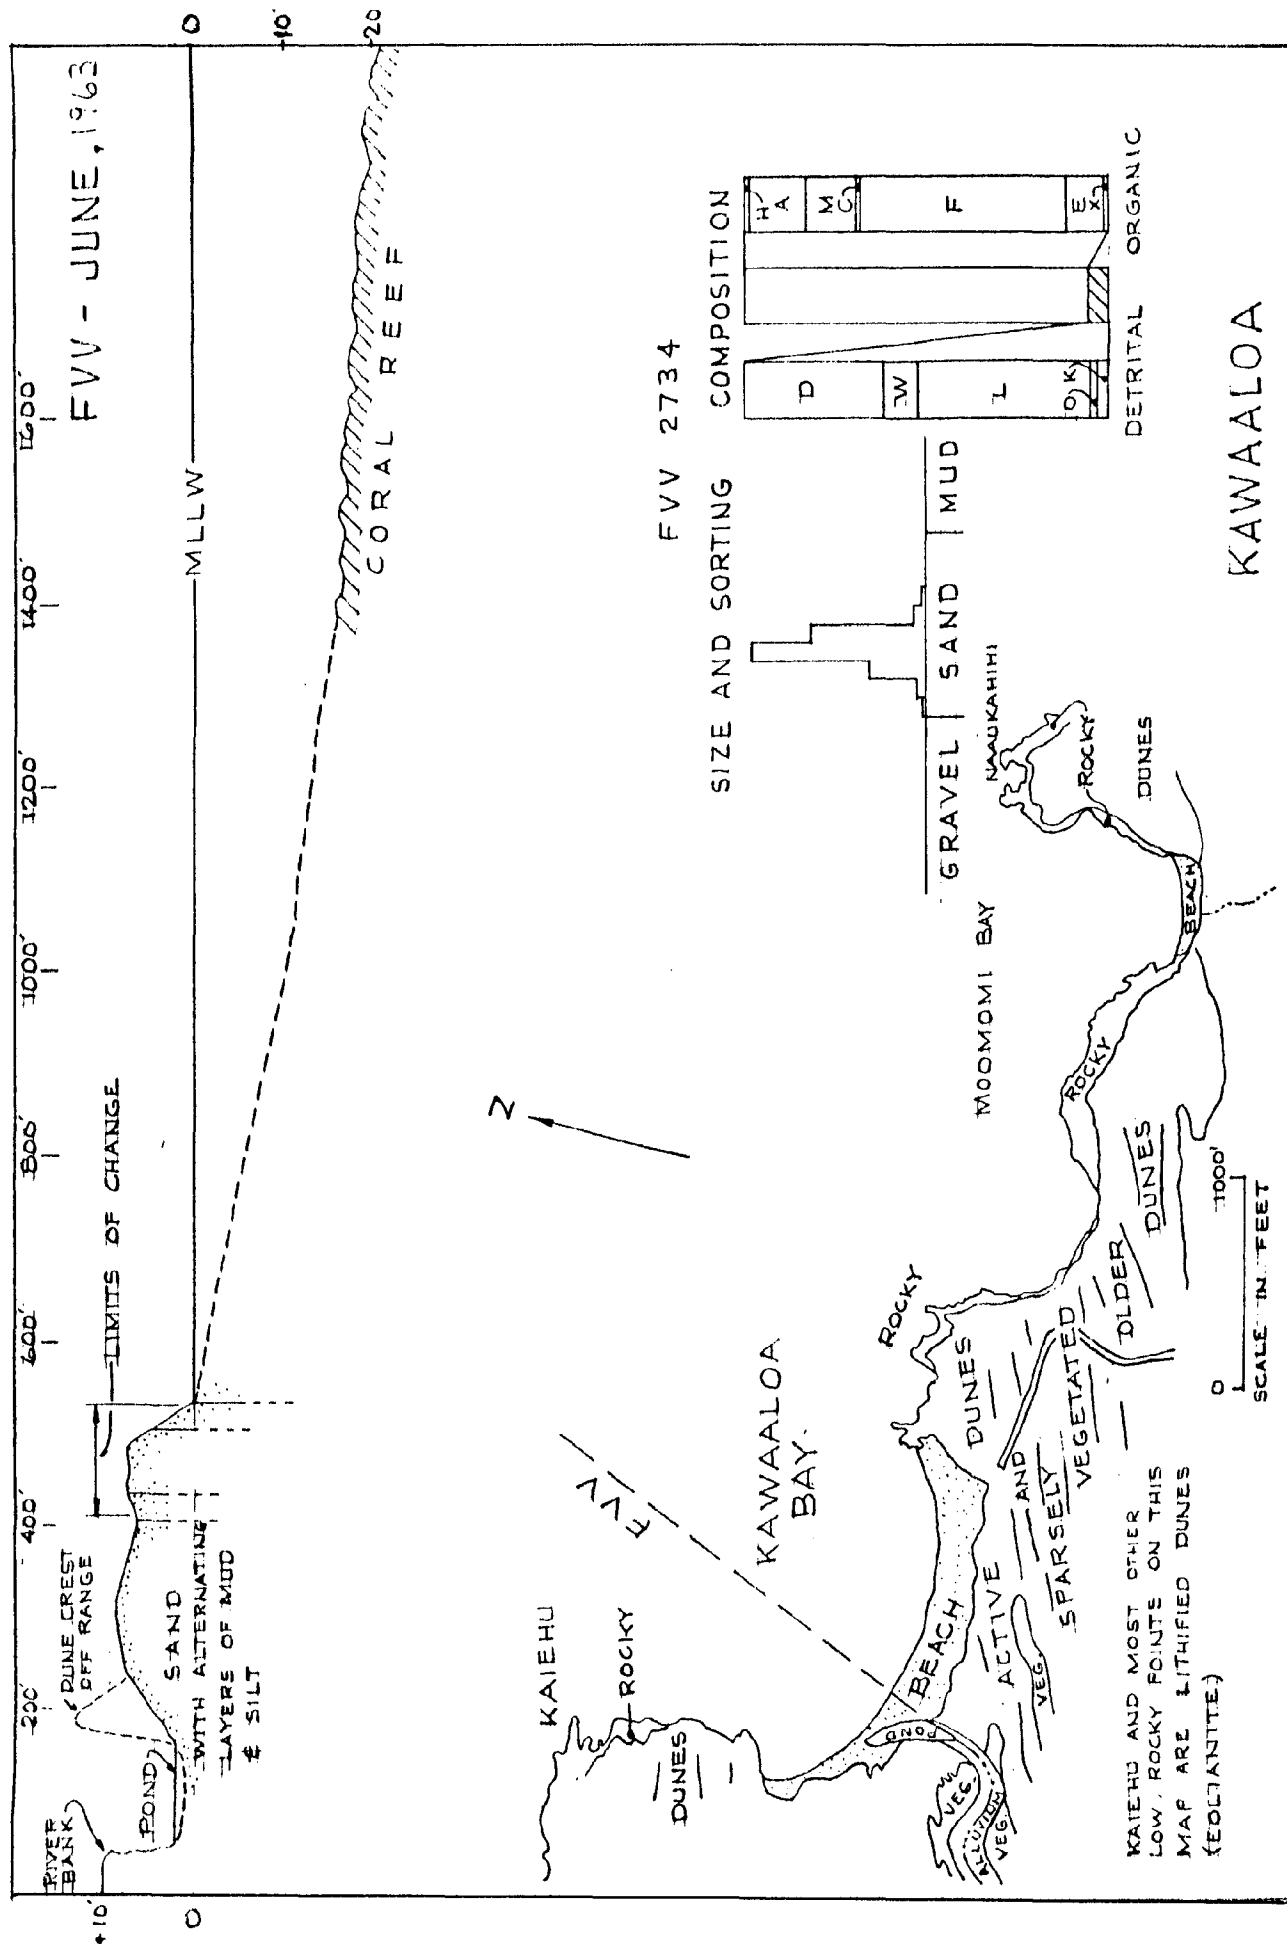 FVV - JUNE, 1963
200'
400'
600'
800'
1000'
1200'
1400'
1600'
+10'
0
0
+10'
-20
RIVER
BANK
POND
DUNE CREST
OFF RANGE
SAND
WITH ALTERNATING
LAYERS OF MUD
& SILT
LIMITS OF CHANGE
MLLW
CORAL REEF
N
FVV 2734
SIZE AND SORTING
GRAVEL
SAND
MUD
COMPOSITION
D
W
L
O
K
H
A
M
C
F
E
X
DETRITAL
ORGANIC
KAIEHU
ROCKY
DUNES
FVV
KAWAALOA
BAY
BEACH
POND
VEG.
ALLUVIUM
VEG.
VEG.
ROCKY
DUNES
ACTIVE
AND
SPARSELY
VEGETATED
OLDER
DUNES
MOOMOMI BAY
ROCKY
BEACH
NAAUKAHIHI
ROCKY
DUNES
KAIEHU AND MOST OTHER
LOW, ROCKY POINTS ON THIS
MAP ARE LITHIFIED DUNES
(EOLIANITE)
0
1000'
SCALE IN FEET
KAWAALOA